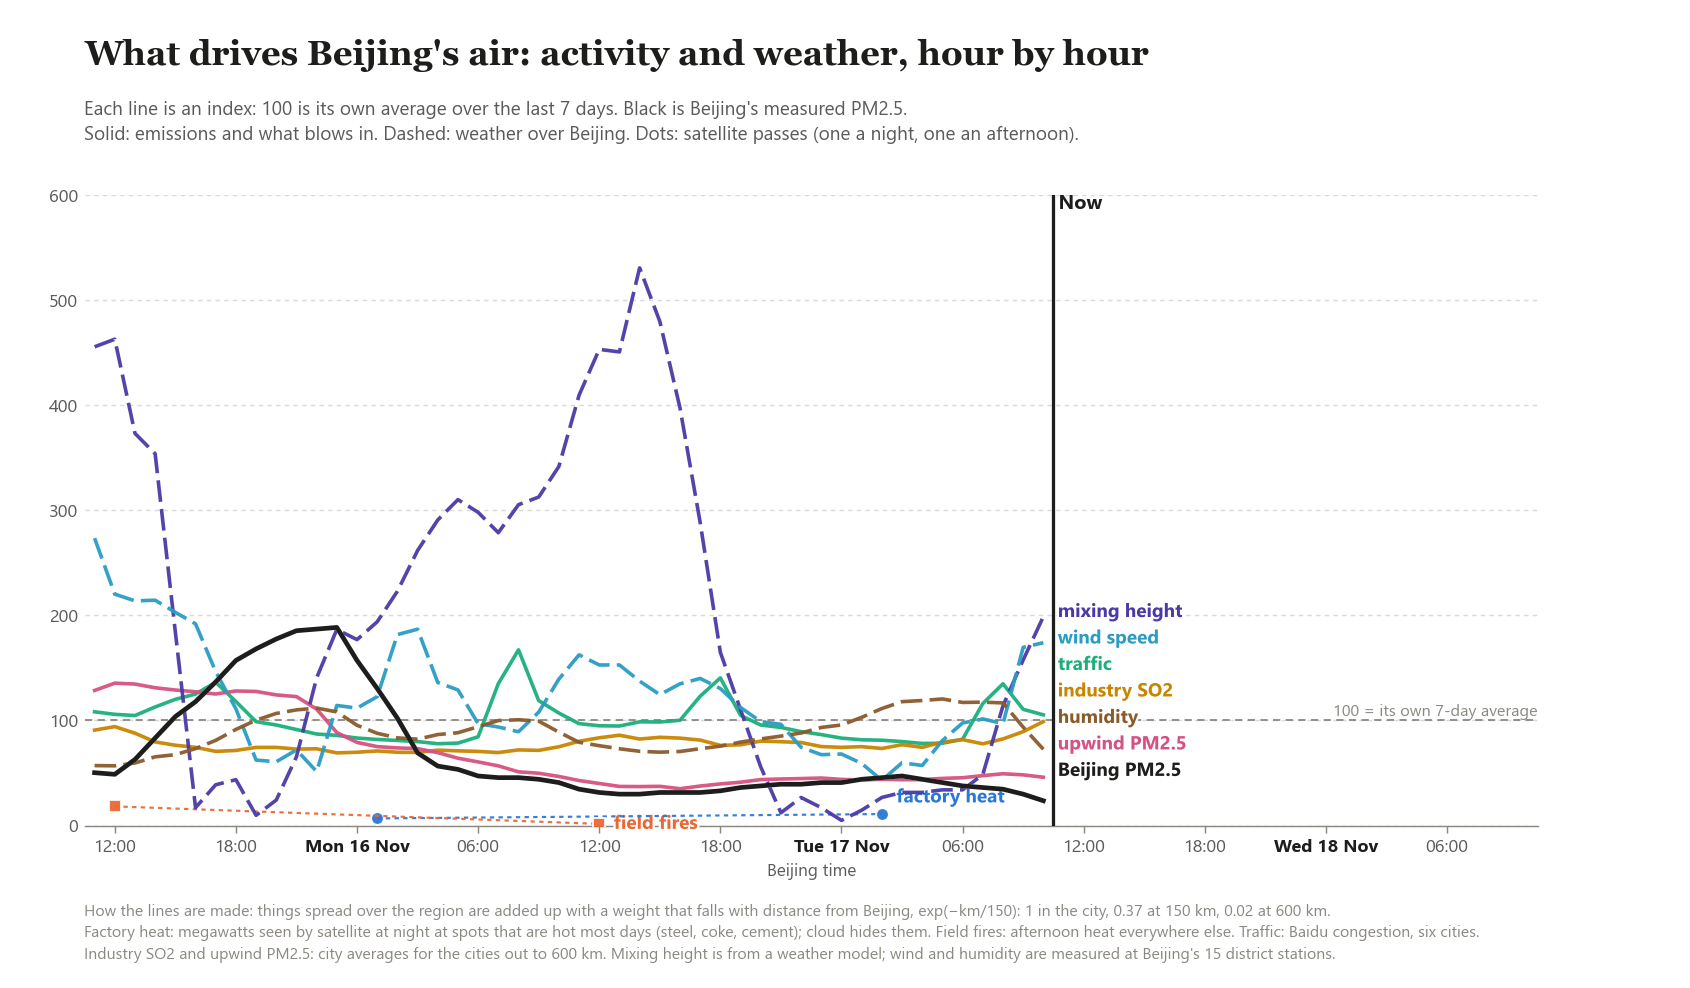 What drives Beijing's air: activity and weather, hour by hour
Each line is an index: 100 is its own average over the last 7 days. Black is Beijing's measured PM2.5.
Solid: emissions and what blows in. Dashed: weather over Beijing. Dots: satellite passes (one a night, one an afternoon).
600
Now
500
400
300
200
mixing height
wind speed
traffic
industry SO2
100
humidity
100 = its own 7-day average
upwind PM2.5
Beijing PM2.5
factory heat
field fires
0
12:00 18:00 Mon 16 Nov 06:00 12:00 18:00 Tue 17 Nov 06:00 12:00 18:00 Wed 18 Nov 06:00
Beijing time
How the lines are made: things spread over the region are added up with a weight that falls with distance from Beijing, exp(−km/150): 1 in the city, 0.37 at 150 km, 0.02 at 600 km.
Factory heat: megawatts seen by satellite at night at spots that are hot most days (steel, coke, cement); cloud hides them. Field fires: afternoon heat everywhere else. Traffic: Baidu congestion, six cities.
Industry SO2 and upwind PM2.5: city averages for the cities out to 600 km. Mixing height is from a weather model; wind and humidity are measured at Beijing's 15 district stations.